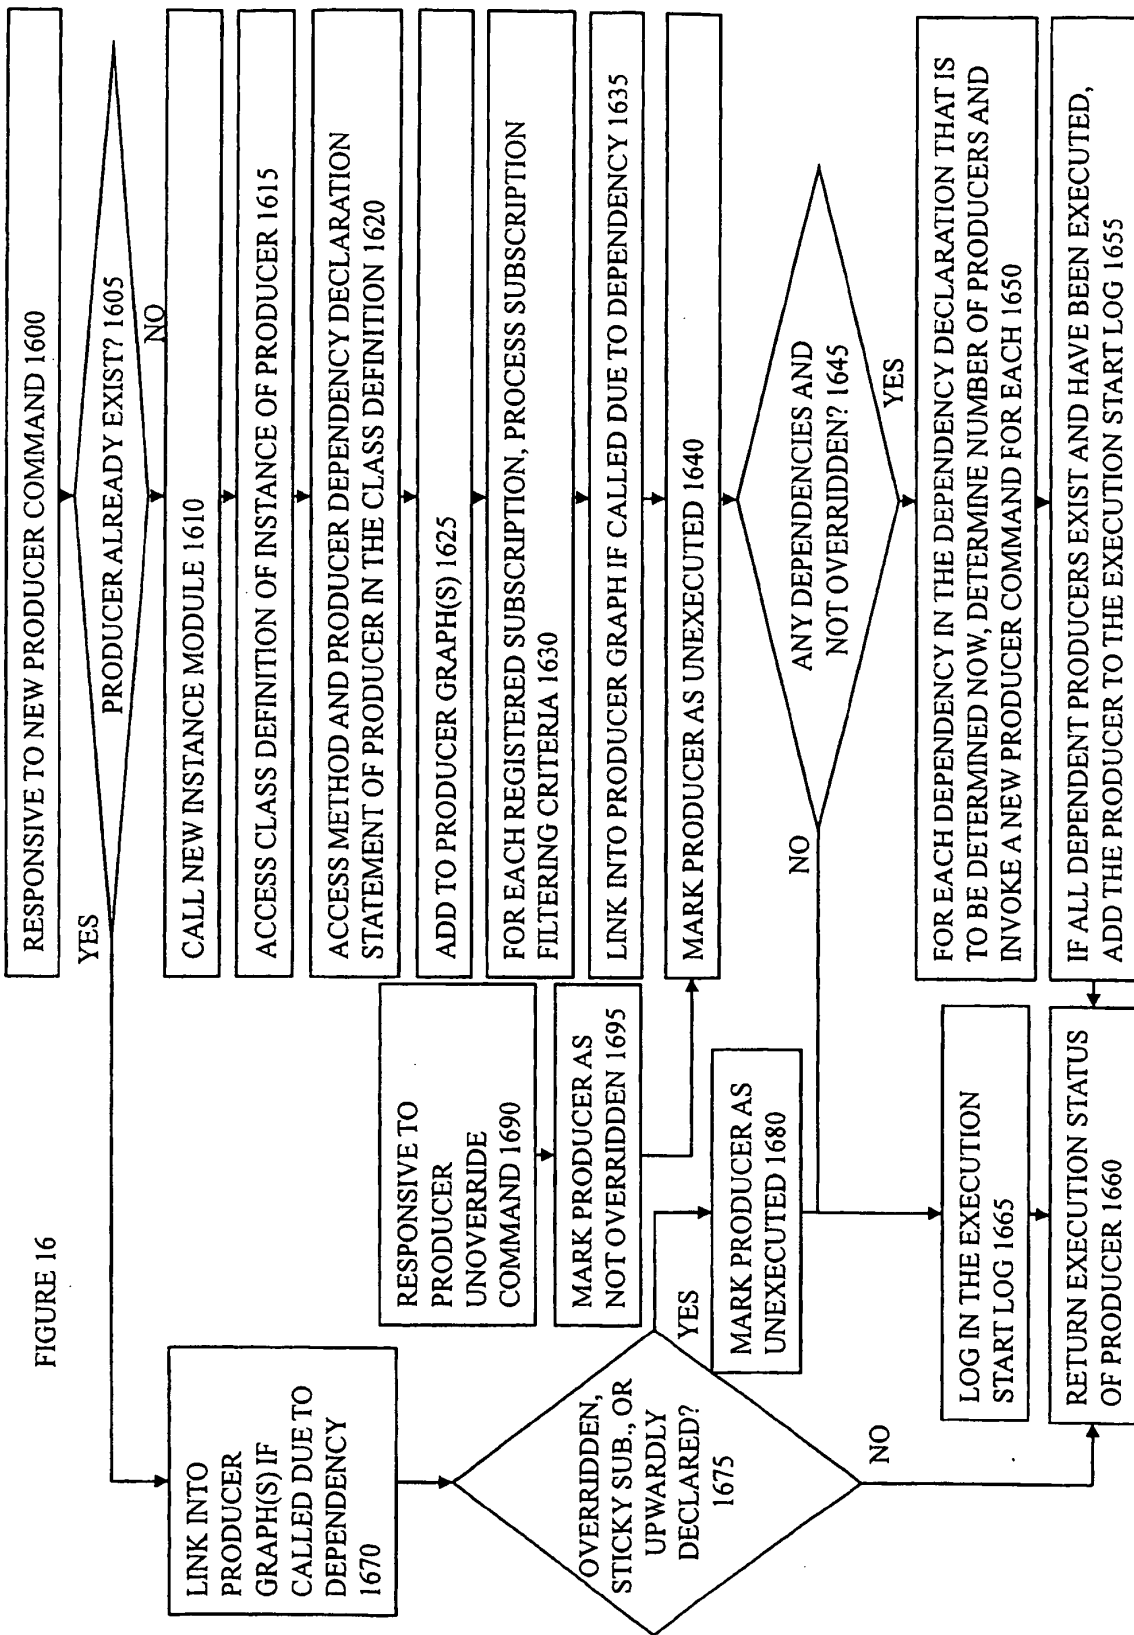 FIGURE 16
RESPONSIVE TO NEW PRODUCER COMMAND 1600
PRODUCER ALREADY EXIST? 1605
YES
NO
CALL NEW INSTANCE MODULE 1610
ACCESS CLASS DEFINITION OF INSTANCE OF PRODUCER 1615
ACCESS METHOD AND PRODUCER DEPENDENCY DECLARATION
STATEMENT OF PRODUCER IN THE CLASS DEFINITION 1620
ADD TO PRODUCER GRAPH(S) 1625
FOR EACH REGISTERED SUBSCRIPTION, PROCESS SUBSCRIPTION
FILTERING CRITERIA 1630
LINK INTO PRODUCER GRAPH IF CALLED DUE TO DEPENDENCY 1635
MARK PRODUCER AS UNEXECUTED 1640
ANY DEPENDENCIES AND
NOT OVERRIDDEN? 1645
NO
YES
FOR EACH DEPENDENCY IN THE DEPENDENCY DECLARATION THAT IS
TO BE DETERMINED NOW, DETERMINE NUMBER OF PRODUCERS AND
INVOKE A NEW PRODUCER COMMAND FOR EACH 1650
IF ALL DEPENDENT PRODUCERS EXIST AND HAVE BEEN EXECUTED,
ADD THE PRODUCER TO THE EXECUTION START LOG 1655
RESPONSIVE TO
PRODUCER
UNOVERRIDE
COMMAND 1690
MARK PRODUCER AS
NOT OVERRIDDEN 1695
LINK INTO
PRODUCER
GRAPH(S) IF
CALLED DUE TO
DEPENDENCY
1670
OVERRIDDEN,
STICKY SUB., OR
UPWARDLY
DECLARED?
1675
YES
NO
MARK PRODUCER AS
UNEXECUTED 1680
LOG IN THE EXECUTION
START LOG 1665
RETURN EXECUTION STATUS
OF PRODUCER 1660